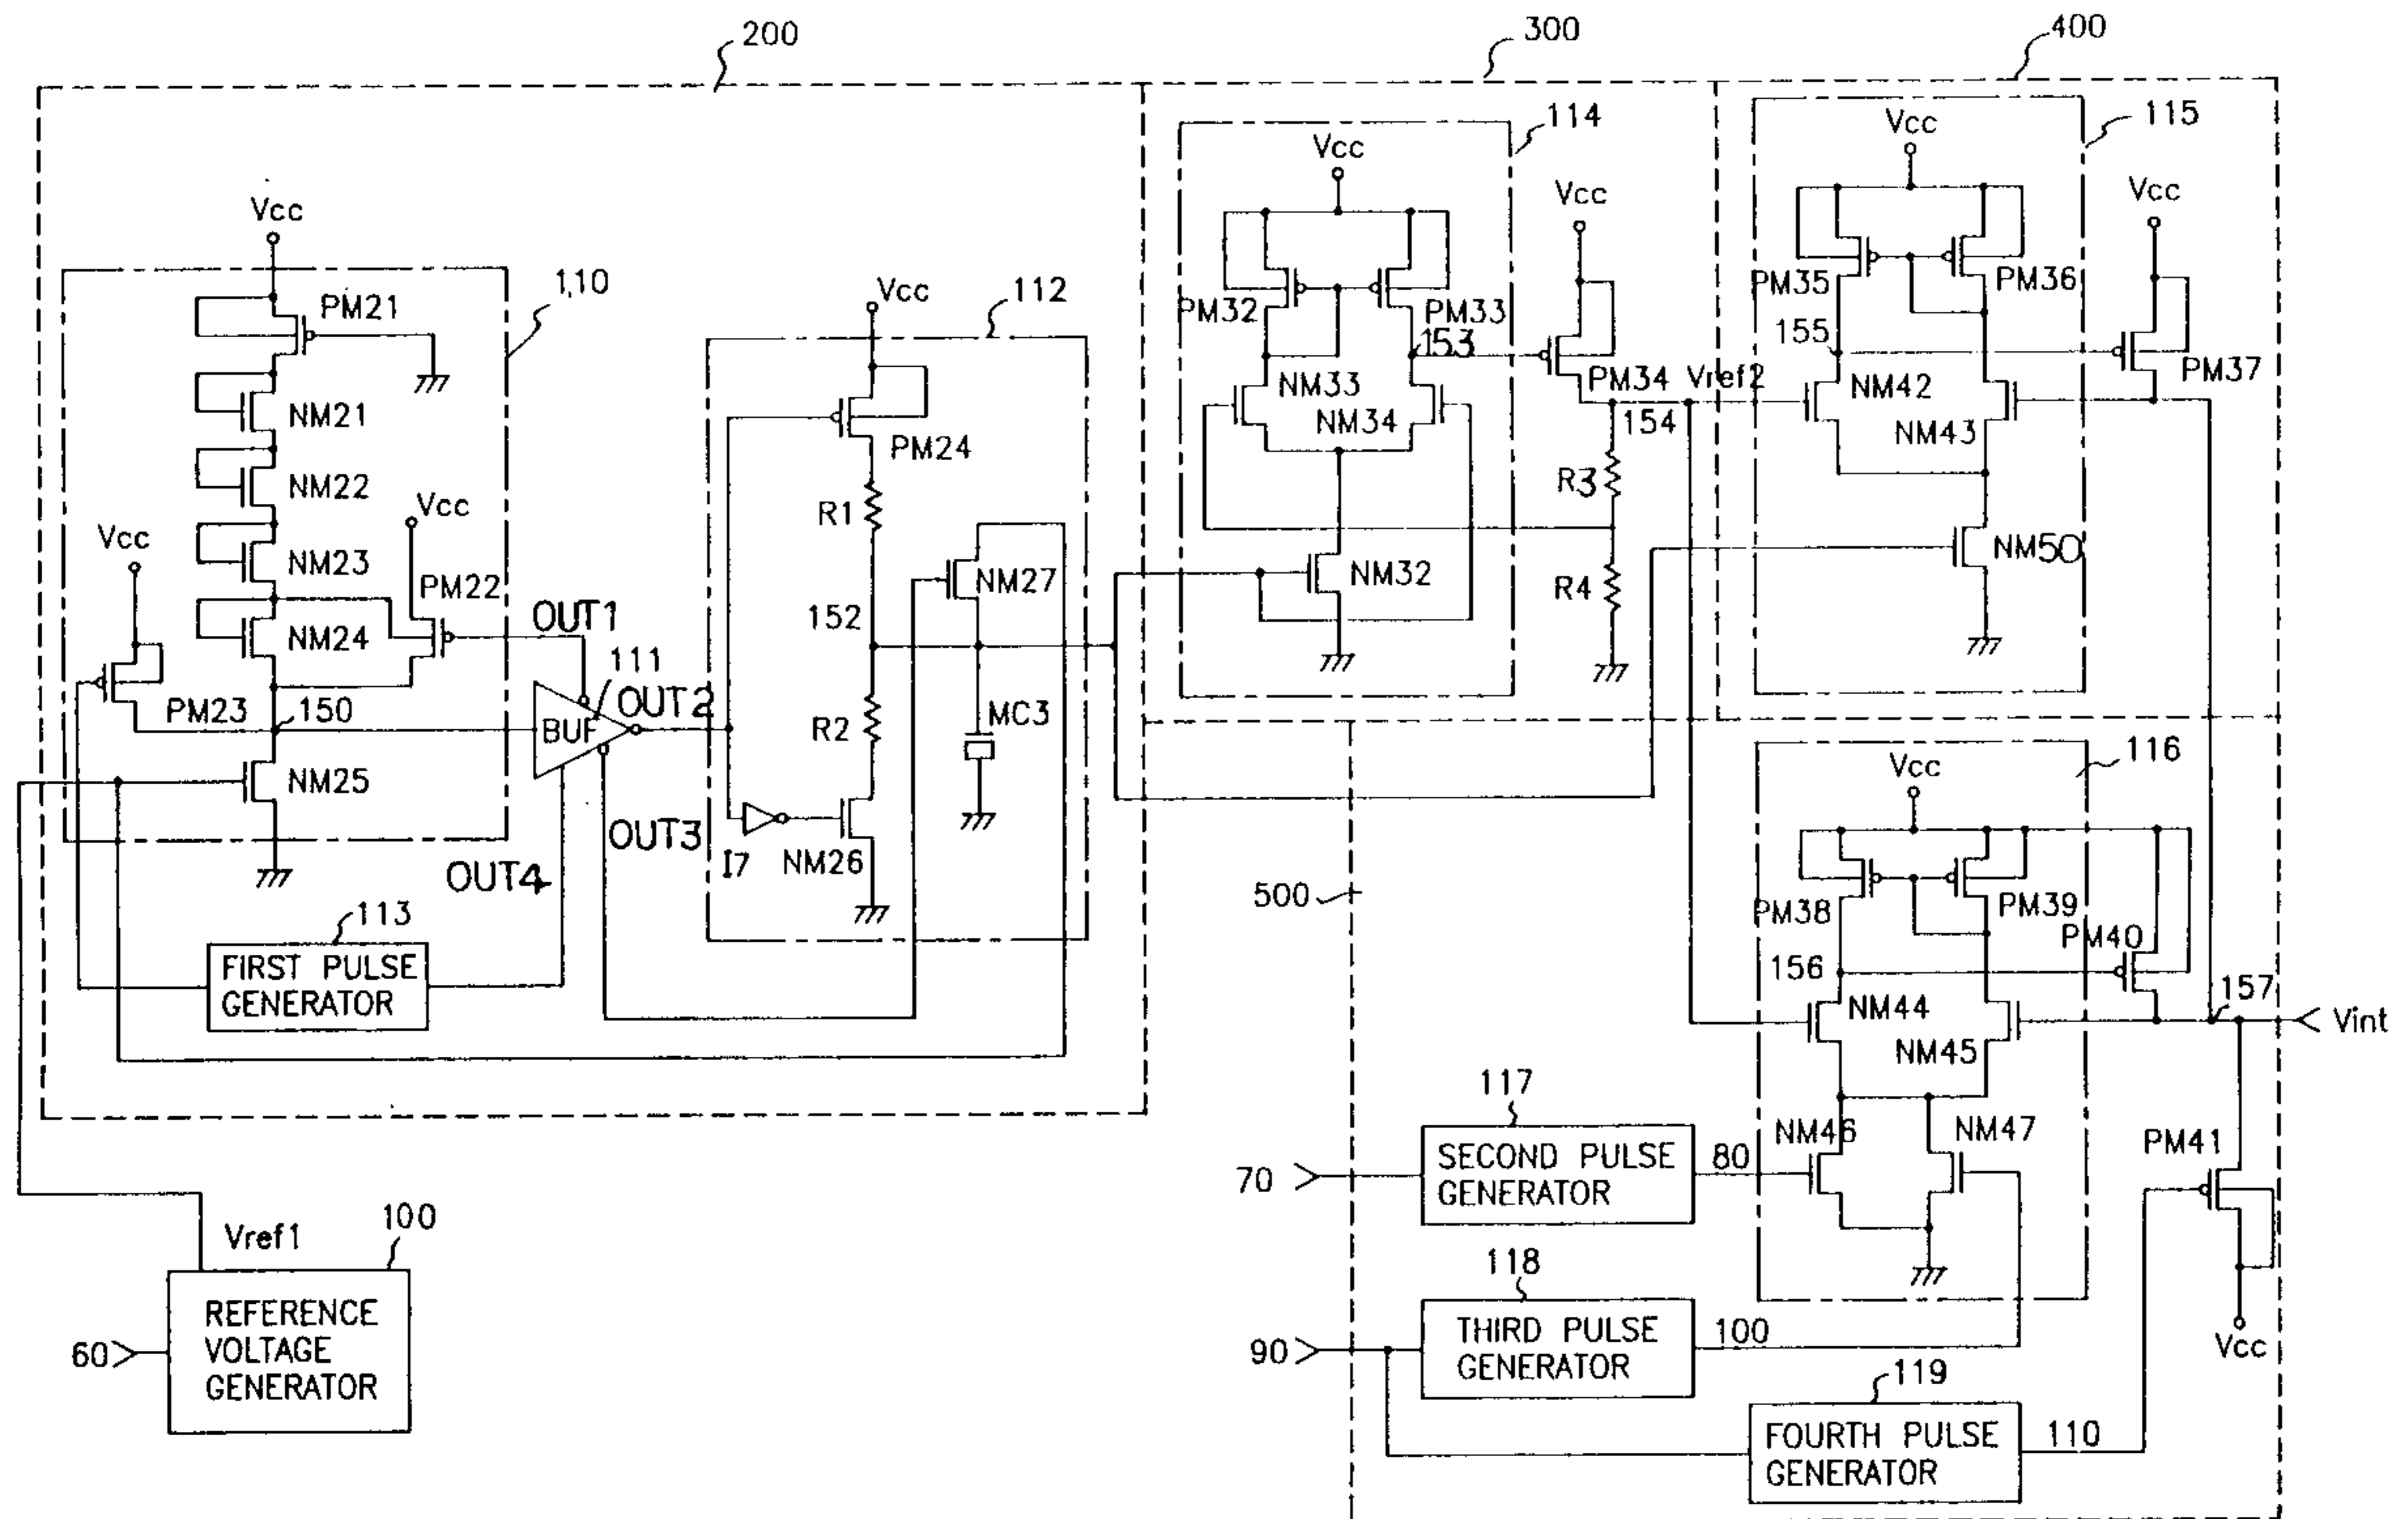 200
300
400
114
115
Vcc
Vcc
Vcc
Vcc
Vcc
1,10
PM21
Vcc
112
PM32
PM33
PM35
PM36
153
155
PM37
NM21
NM33
PM34
Vref2
NM42
NM34
154
NM43
PM24
NM22
Vcc
R3
R1
Vcc
NM23
PM22
NM27
NM32
R4
NM50
OUT1
152
NM24
111
OUT2
PM23
150
BUF
MC3
R2
116
NM25
Vcc
OUT3
I7
NM26
OUT4
500
PM38
PM39
113
PM40
FIRST PULSE
GENERATOR
156
157
NM44
Vint
NM45
117
NM46
NM47
PM41
SECOND PULSE
GENERATOR
70
80
Vref1
100
118
REFERENCE
VOLTAGE
GENERATOR
60
90
THIRD PULSE
GENERATOR
100
Vcc
119
FOURTH PULSE
GENERATOR
110